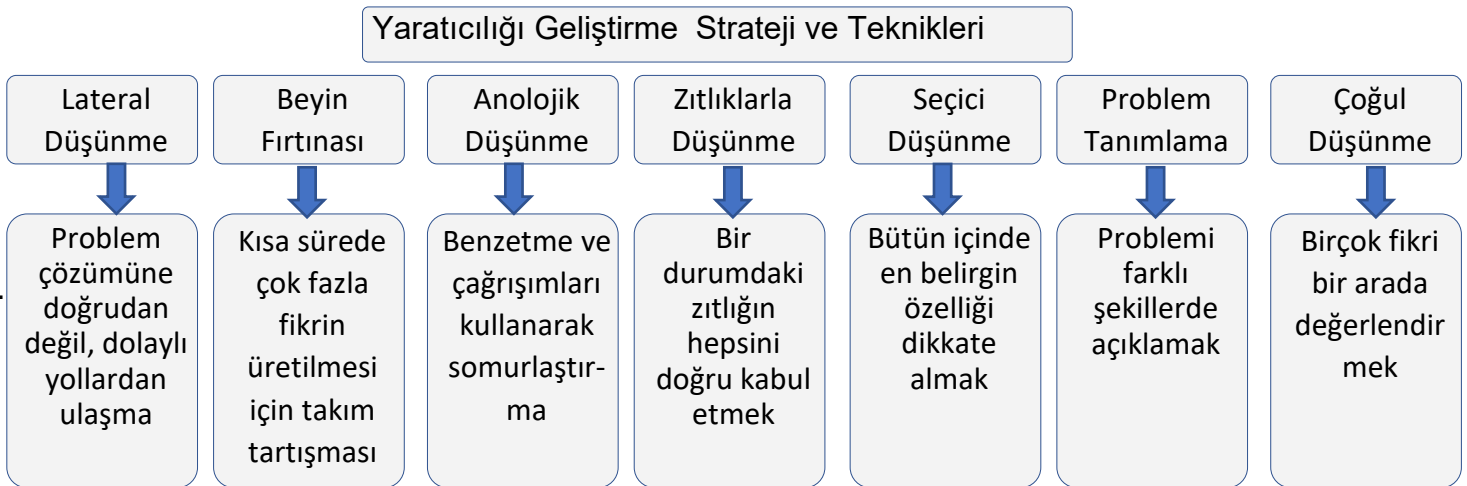 Yaratıcılığı Geliştirme Strateji ve Teknikleri
Lateral
Düşünme
Beyin
Fırtınası
Anolojik
Düşünme
Zıtlıklarla
Düşünme
Seçici
Düşünme
Problem
Tanımlama
Çoğul
Düşünme
Problem
çözümüne
doğrudan
değil, dolaylı
yollardan
ulaşma
Kısa sürede
çok fazla
fikrin
üretilmesi
için takım
tartışması
Benzetme ve
çağrışımları
kullanarak
somurlaştır-
ma
Bir
durumdaki
zıtlığın
hepsini
doğru kabul
etmek
Bütün içinde
en belirgin
özelliği
dikkate
almak
Problemi
farklı
şekillerde
açıklamak
Birçok fikri
bir arada
değerlendir
mek